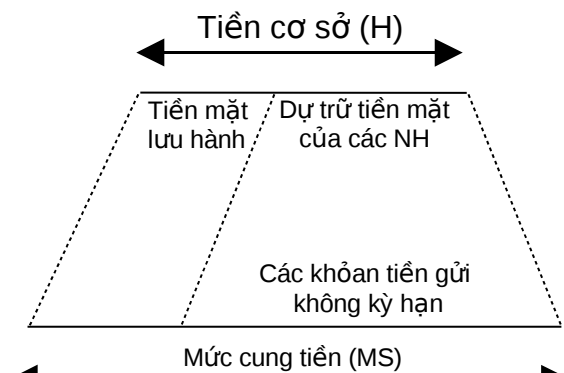 Tiền cơ sở (H)
Tiền mặt
lưu hành
Dự trữ tiền mặt
của các NH
Các khỏan tiền gửi
không kỳ hạn
Mức cung tiền (MS)